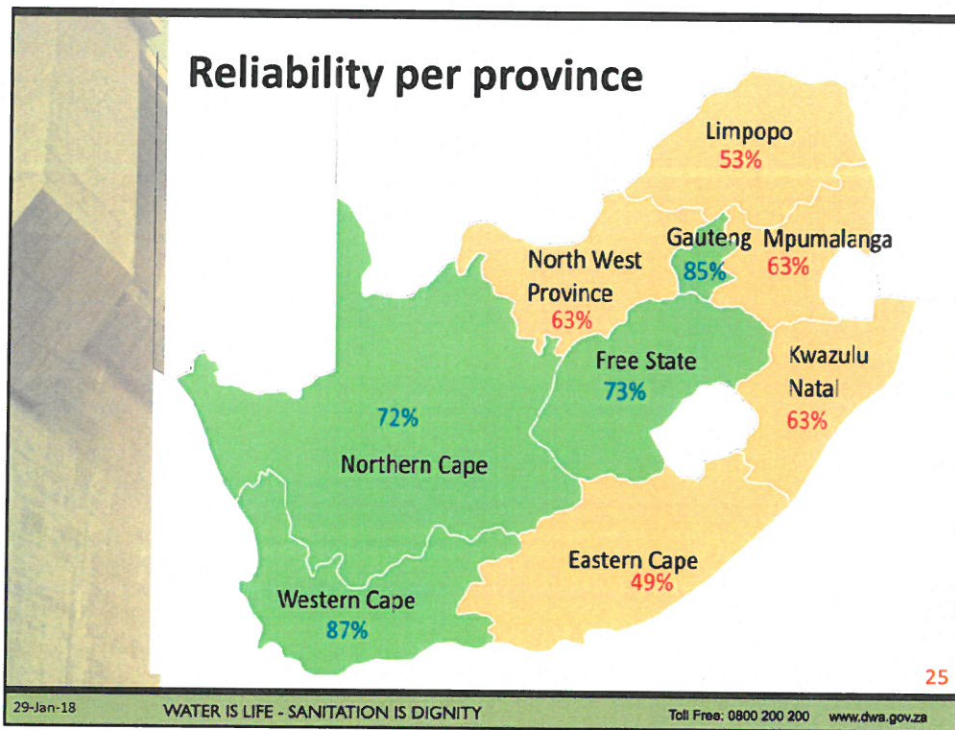 Reliability per province
Limpopo
53%
Gauteng
85%
Mpumalanga
63%
North West
Province
63%
Free State
73%
Kwazulu
Natal
63%
72%
Northern Cape
Eastern Cape
49%
Western Cape
87%
25
29-Jan-18
WATER IS LIFE - SANITATION IS DIGNITY
Toll Free: 0800 200 200 www.dwa.gov.za